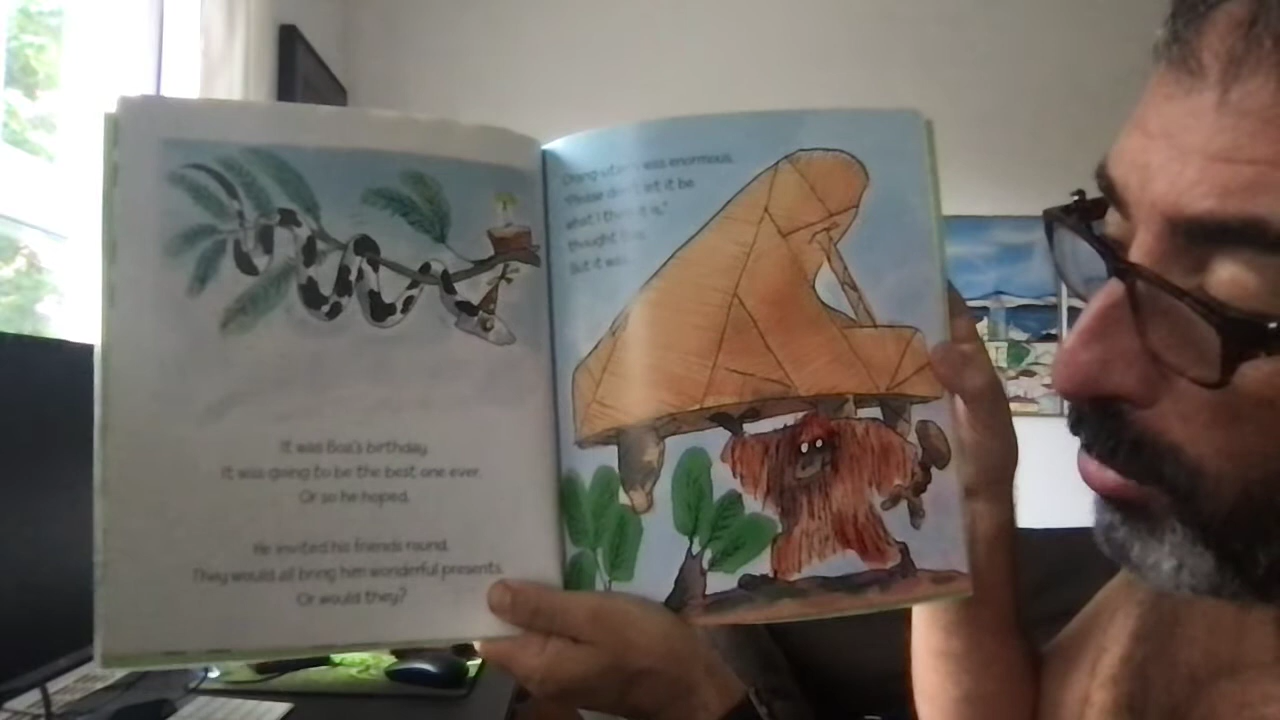 It was Boa's birthday.
It was going to be the best one ever.
Or so he hoped.
He invited his friends round.
They would all bring him wonderful presents.
Or would they?
was enormous.
"Please don't let it be
what I think it is,"
thought
But it was.